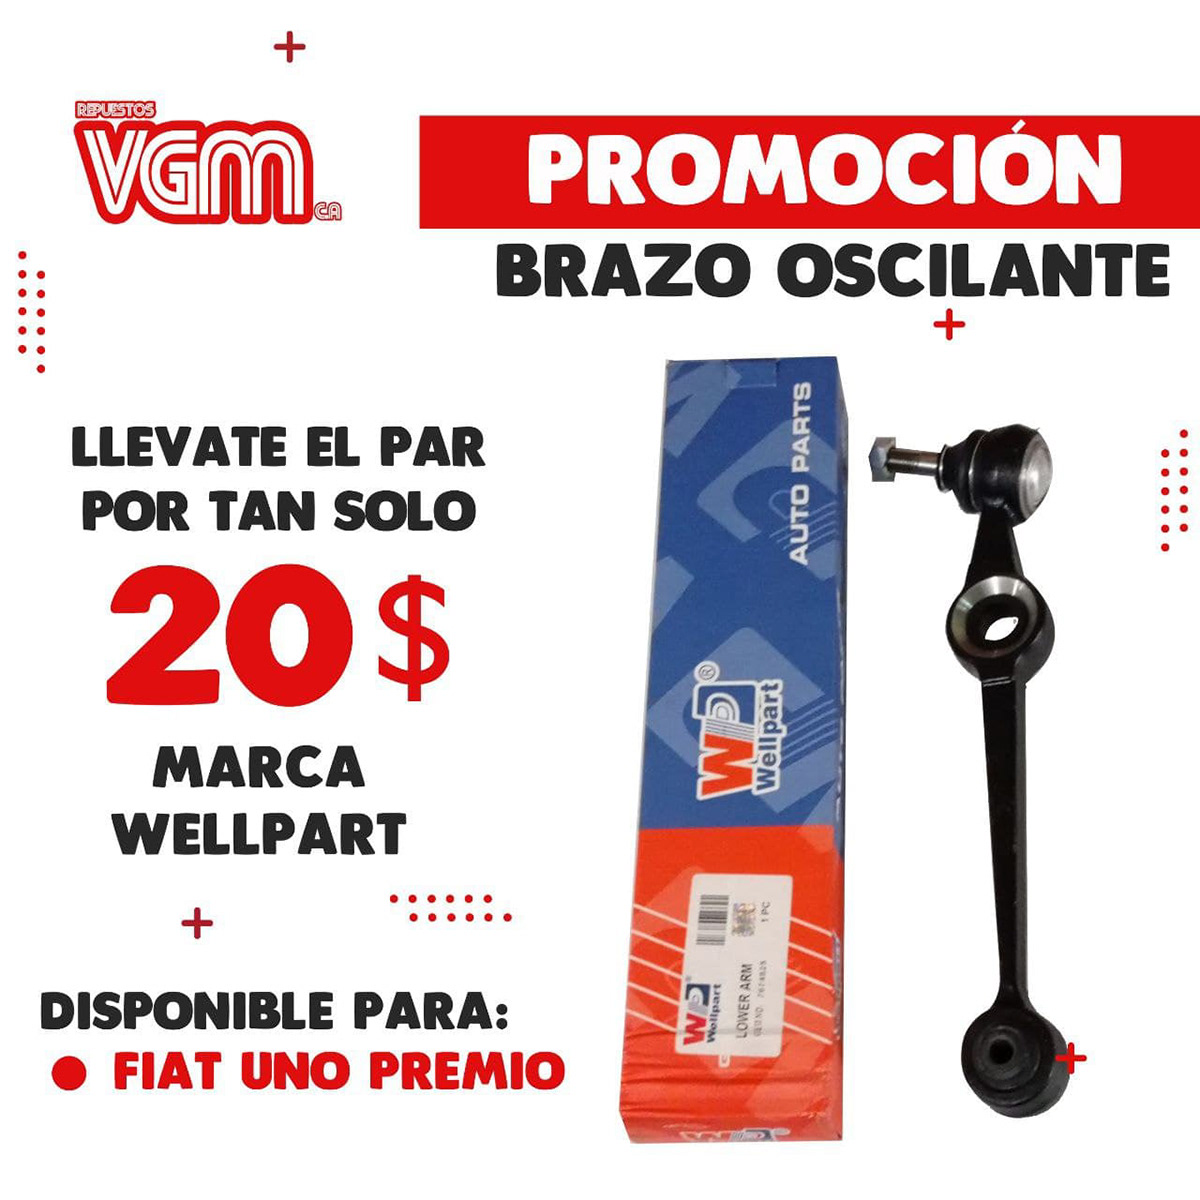 REPUESTOS
VGM
CA
PROMOCIÓN
BRAZO OSCILANTE
LLEVATE EL PAR
POR TAN SOLO
20$
MARCA
WELLPART
DISPONIBLE PARA:
FIAT UNO PREMIO
AUTO PARTS
WP®
Wellpart
1 PC
WP®
Wellpart
LOWER ARM
WP